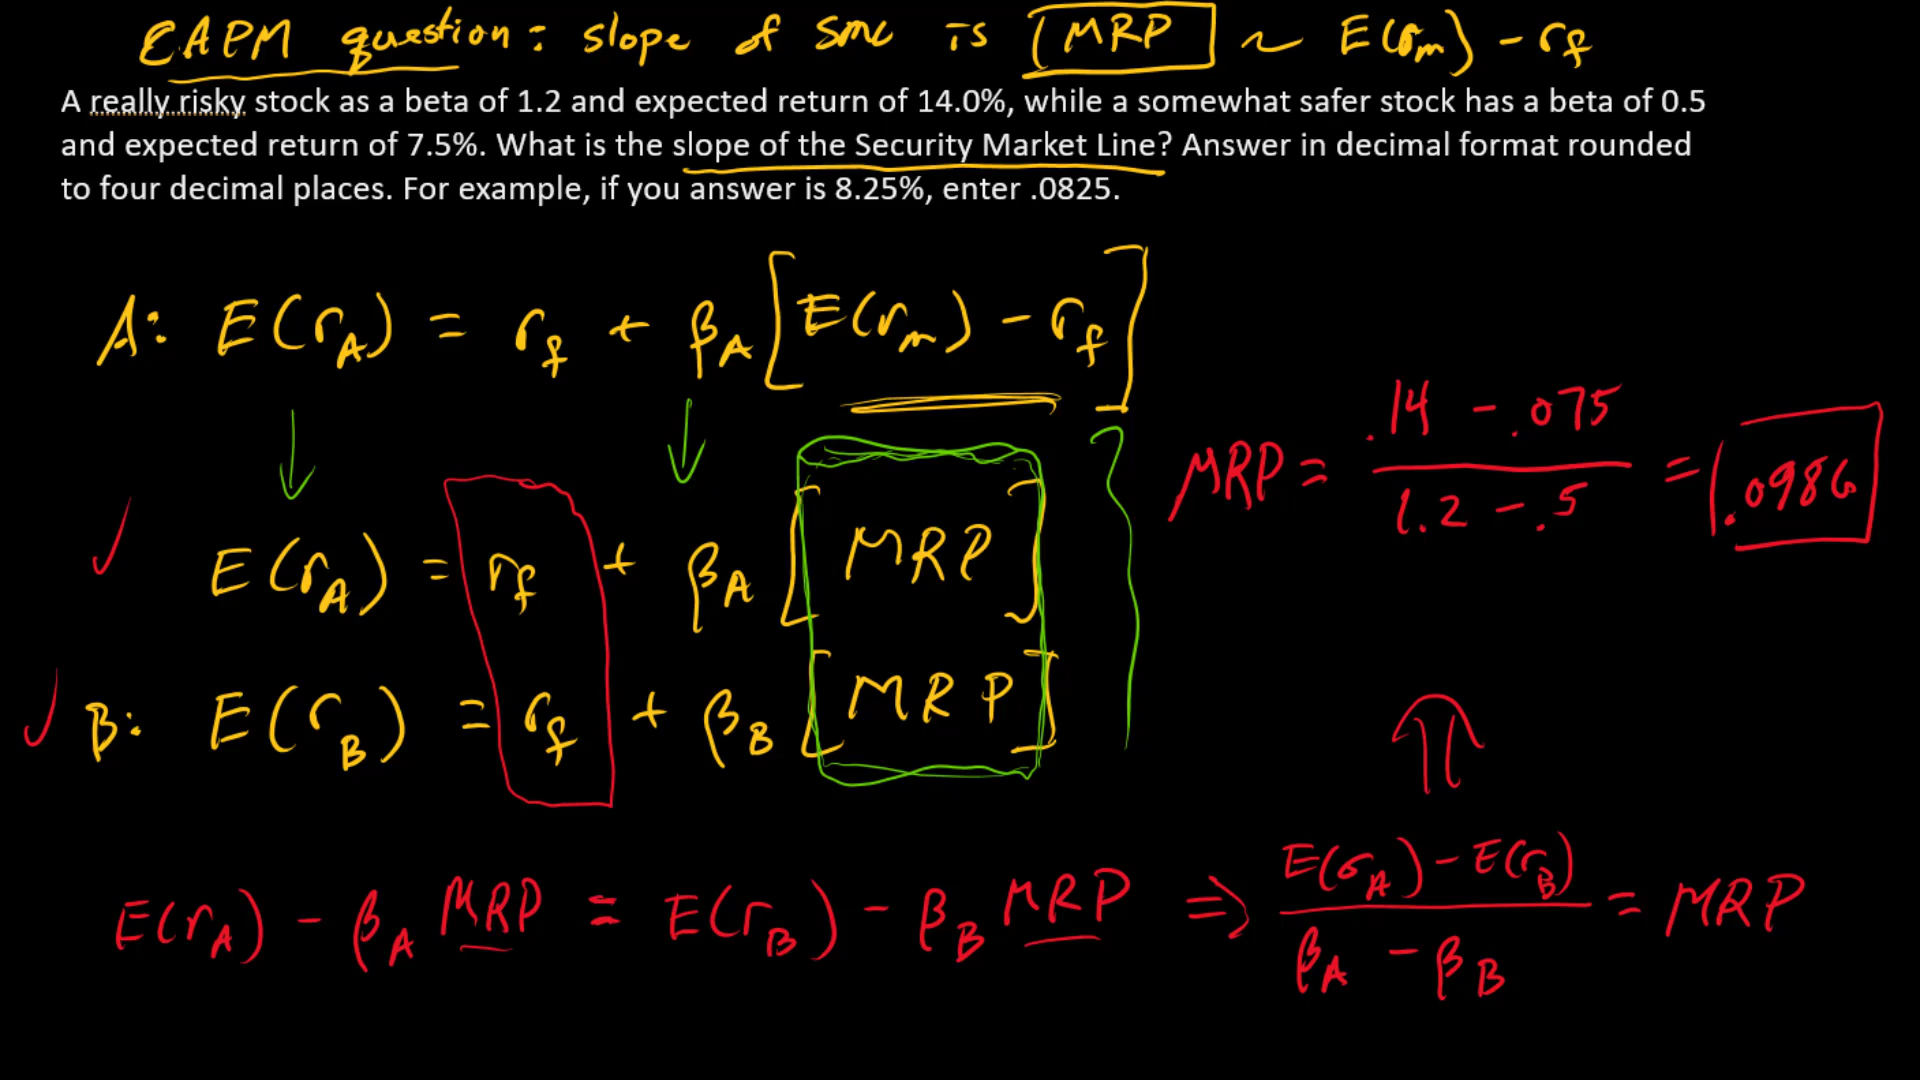 CAPM question: slope of SML is [MRP] ~ E(rm) - rf
A really risky stock as a beta of 1.2 and expected return of 14.0%, while a somewhat safer stock has a beta of 0.5
and expected return of 7.5%. What is the slope of the Security Market Line? Answer in decimal format rounded
to four decimal places. For example, if you answer is 8.25%, enter .0825.
A: E(rA) = rf + βA[E(rm) - rf]
MRP = (.14 - .075) / (1.2 - .5) = .0986
E(rA) = rf + βA [MRP]
B: E(rB) = rf + βB [MRP]
E(rA) - βA MRP = E(rB) - βB MRP ⇒ (E(rA) - E(rB)) / (βA - βB) = MRP